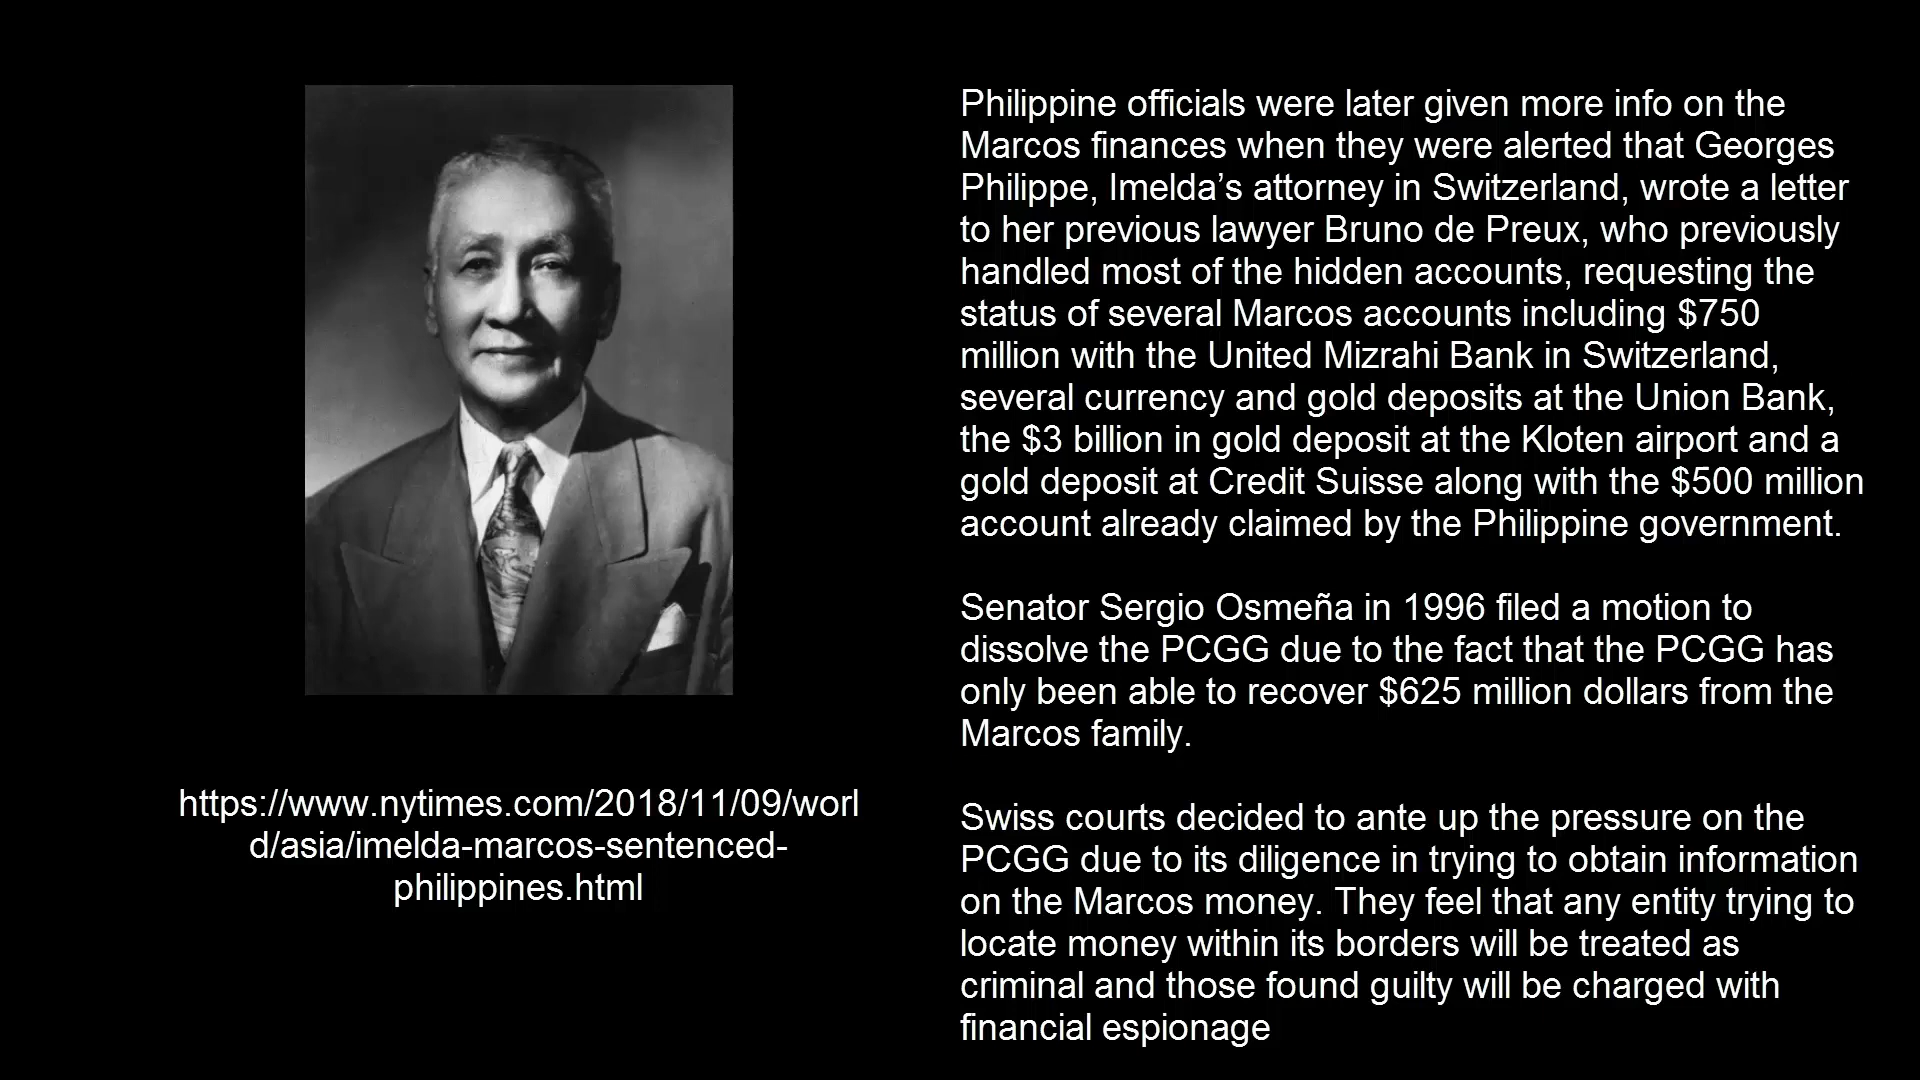 Philippine officials were later given more info on the
Marcos finances when they were alerted that Georges
Philippe, Imelda’s attorney in Switzerland, wrote a letter
to her previous lawyer Bruno de Preux, who previously
handled most of the hidden accounts, requesting the
status of several Marcos accounts including $750
million with the United Mizrahi Bank in Switzerland,
several currency and gold deposits at the Union Bank,
the $3 billion in gold deposit at the Kloten airport and a
gold deposit at Credit Suisse along with the $500 million
account already claimed by the Philippine government.
Senator Sergio Osmeña in 1996 filed a motion to
dissolve the PCGG due to the fact that the PCGG has
only been able to recover $625 million dollars from the
Marcos family.
Swiss courts decided to ante up the pressure on the
PCGG due to its diligence in trying to obtain information
on the Marcos money. They feel that any entity trying to
locate money within its borders will be treated as
criminal and those found guilty will be charged with
financial espionage
https://www.nytimes.com/2018/11/09/worl
d/asia/imelda-marcos-sentenced-
philippines.html